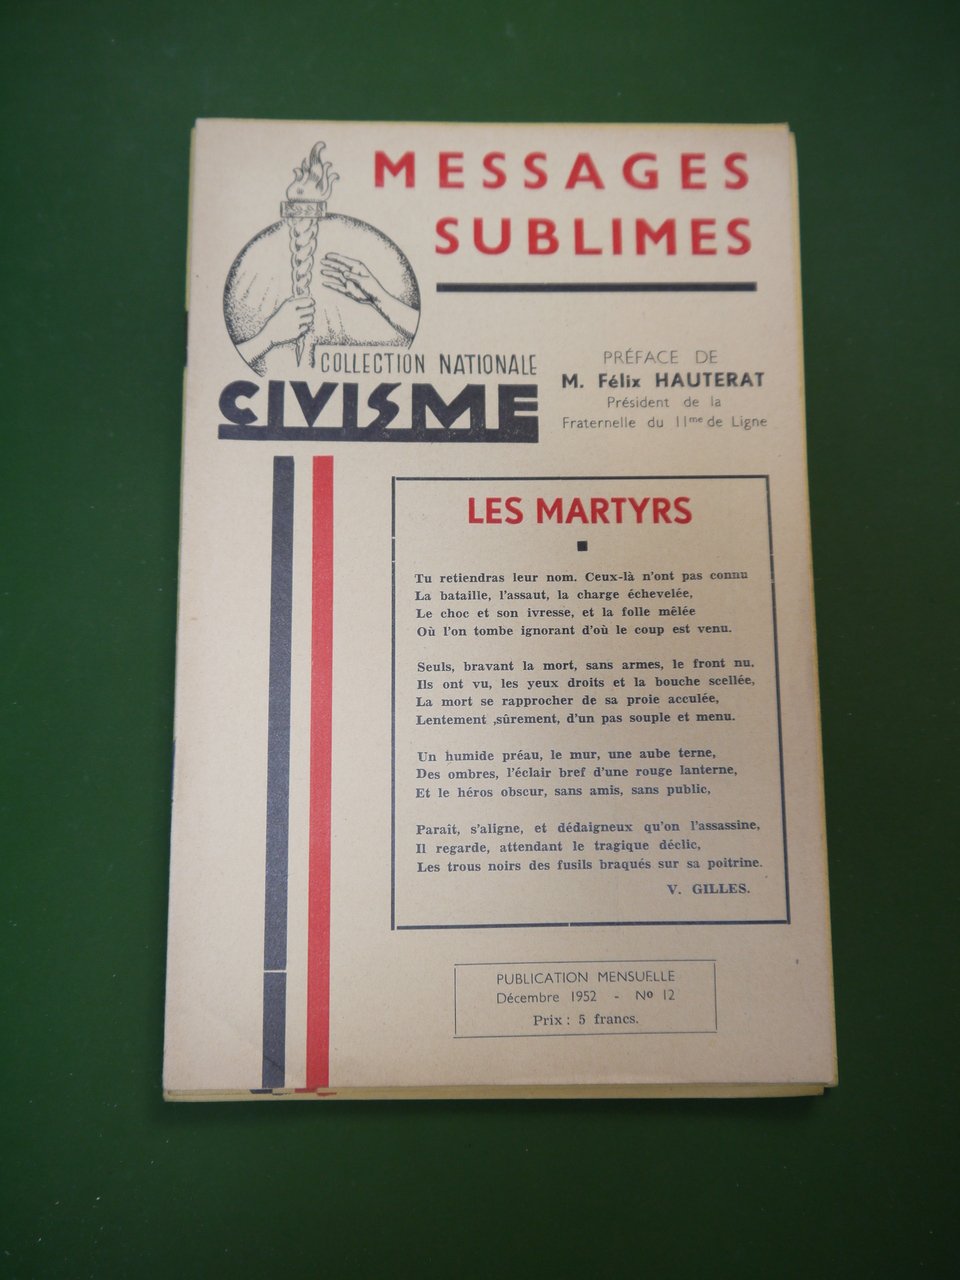 MESSAGES
SUBLIMES
COLLECTION NATIONALE
CIVISME
PRÉFACE DE
M. Félix HAUTERAT
Président de la
Fraternelle du 11me de Ligne
LES MARTYRS
Tu retiendras leur nom. Ceux-là n'ont pas connu
La bataille, l'assaut, la charge échevelée,
Le choc et son ivresse, et la folle mêlée
Où l'on tombe ignorant d'où le coup est venu.
Seuls, bravant la mort, sans armes, le front nu,
Ils ont vu, les yeux droits et la bouche scellée,
La mort se rapprocher de sa proie acculée,
Lentement ,sûrement, d'un pas souple et menu.
Un humide préau, le mur, une aube terne,
Des ombres, l'éclair bref d'une rouge lanterne,
Et le héros obscur, sans amis, sans public,
Paraît, s'aligne, et dédaigneux qu'on l'assassine,
Il regarde, attendant le tragique déclic,
Les trous noirs des fusils braqués sur sa poitrine.
V. GILLES.
PUBLICATION MENSUELLE
Décembre 1952 - No 12
Prix : 5 francs.